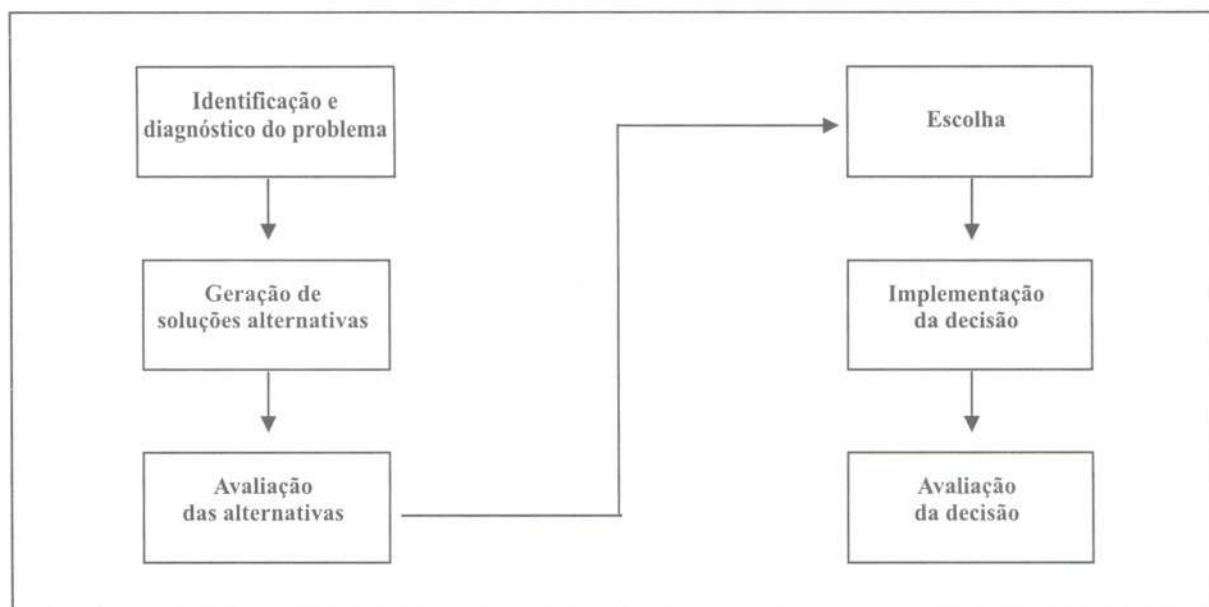 Identificação e
diagnóstico do problema
Geração de
soluções alternativas
Avaliação
das alternativas
Escolha
Implementação
da decisão
Avaliação
da decisão